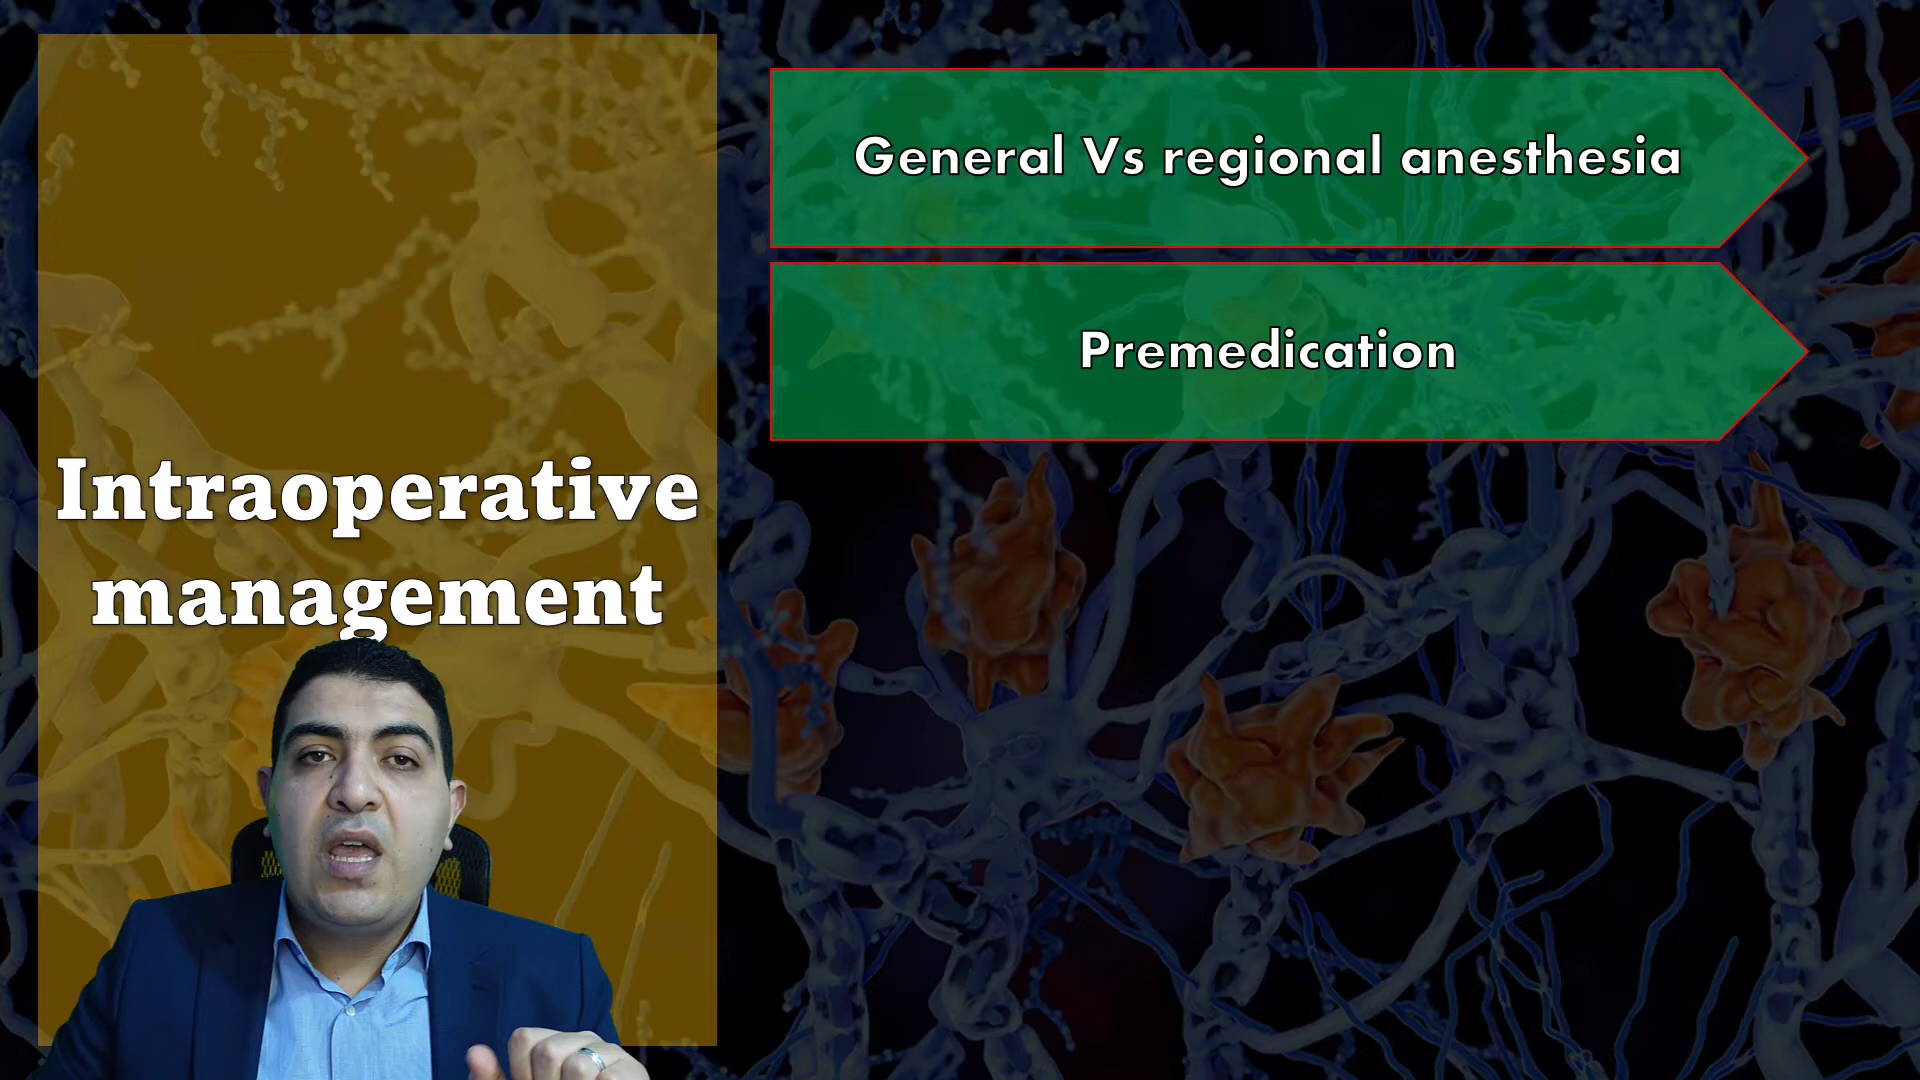 Intraoperative
management
General Vs regional anesthesia
Premedication